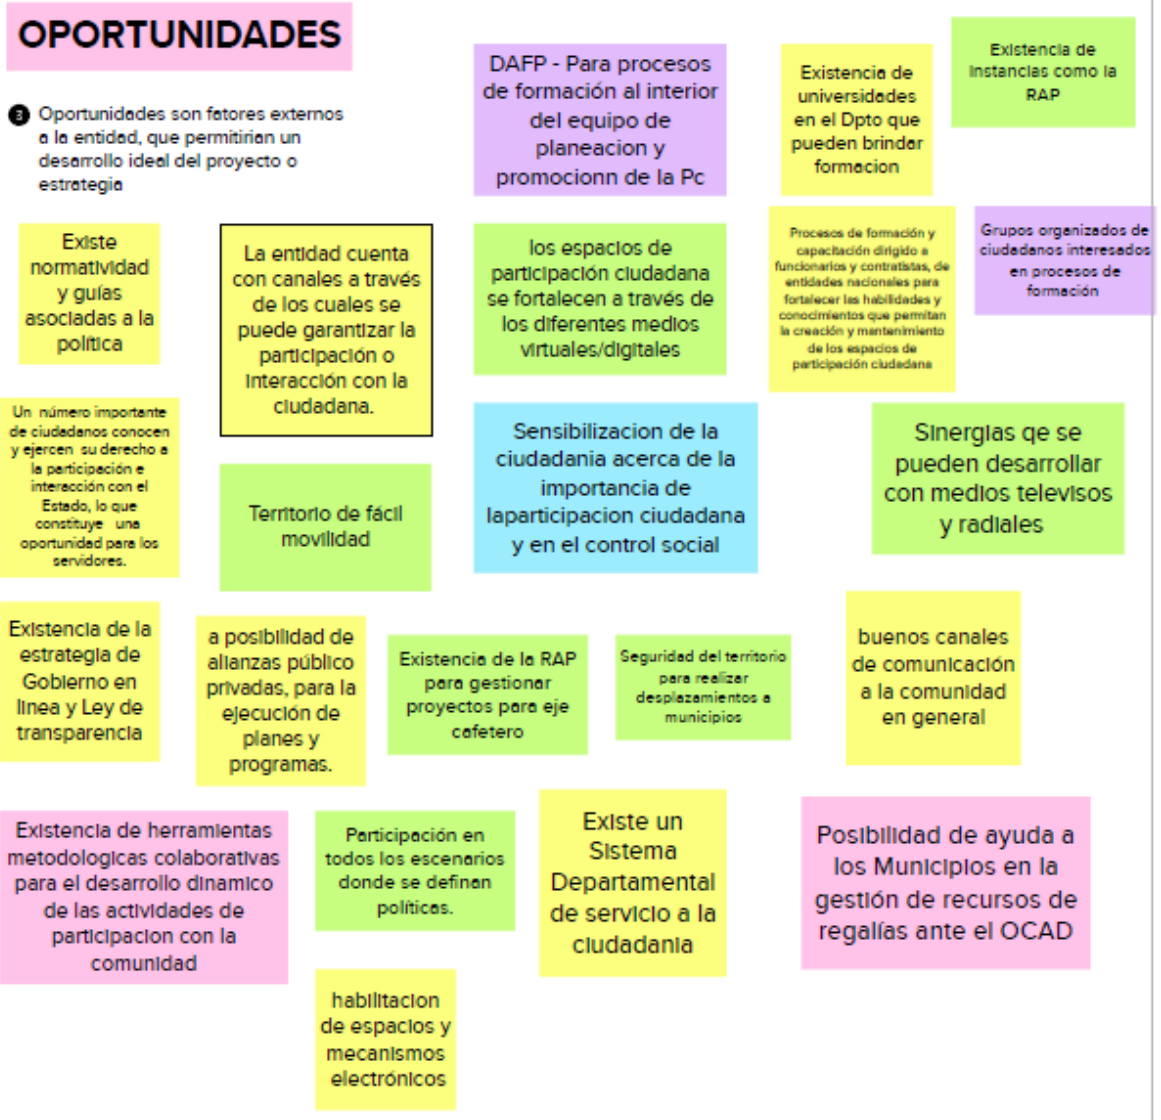 OPORTUNIDADES
3 Oportunidades son fatores externos
a la entidad, que permitirian un
desarrollo ideal del proyecto o
estrategia
DAFP - Para procesos
de formación al interior
del equipo de
planeacion y
promocionn de la Pc
Existencia de
universidades
en el Dpto que
pueden brindar
formacion
Existencia de
instancias como la
RAP
Existe
normatividad
y guías
asociadas a la
política
La entidad cuenta
con canales a través
de los cuales se
puede garantizar la
participación o
interacción con la
ciudadana.
los espacios de
participación ciudadana
se fortalecen a través de
los diferentes medios
virtuales/digitales
Procesos de formación y
capacitación dirigido a
funcionarios y contratistas, de
entidades nacionales para
fortalecer las habilidades y
conocimientos que permitan
la creación y mantenimiento
de los espacios de
participación ciudadana
Grupos organizados de
ciudadanos interesados
en procesos de
formación
Un número importante
de ciudadanos conocen
y ejercen su derecho a
la participación e
interacción con el
Estado, lo que
constituye una
oportunidad para los
servidores.
Territorio de fácil
movilidad
Sensibilizacion de la
ciudadania acerca de la
importancia de
laparticipacion ciudadana
y en el control social
Sinergias qe se
pueden desarrollar
con medios televisos
y radiales
Existencia de la
estrategia de
Gobierno en
linea y Ley de
transparencia
a posibilidad de
alianzas público
privadas, para la
ejecución de
planes y
programas.
Existencia de la RAP
para gestionar
proyectos para eje
cafetero
Seguridad del territorio
para realizar
desplazamientos a
municipios
buenos canales
de comunicación
a la comunidad
en general
Existencia de herramientas
metodologicas colaborativas
para el desarrollo dinamico
de las actividades de
participacion con la
comunidad
Participación en
todos los escenarios
donde se definan
políticas.
Existe un
Sistema
Departamental
de servicio a la
ciudadania
Posibilidad de ayuda a
los Municipios en la
gestión de recursos de
regalías ante el OCAD
habilitacion
de espacios y
mecanismos
electrónicos